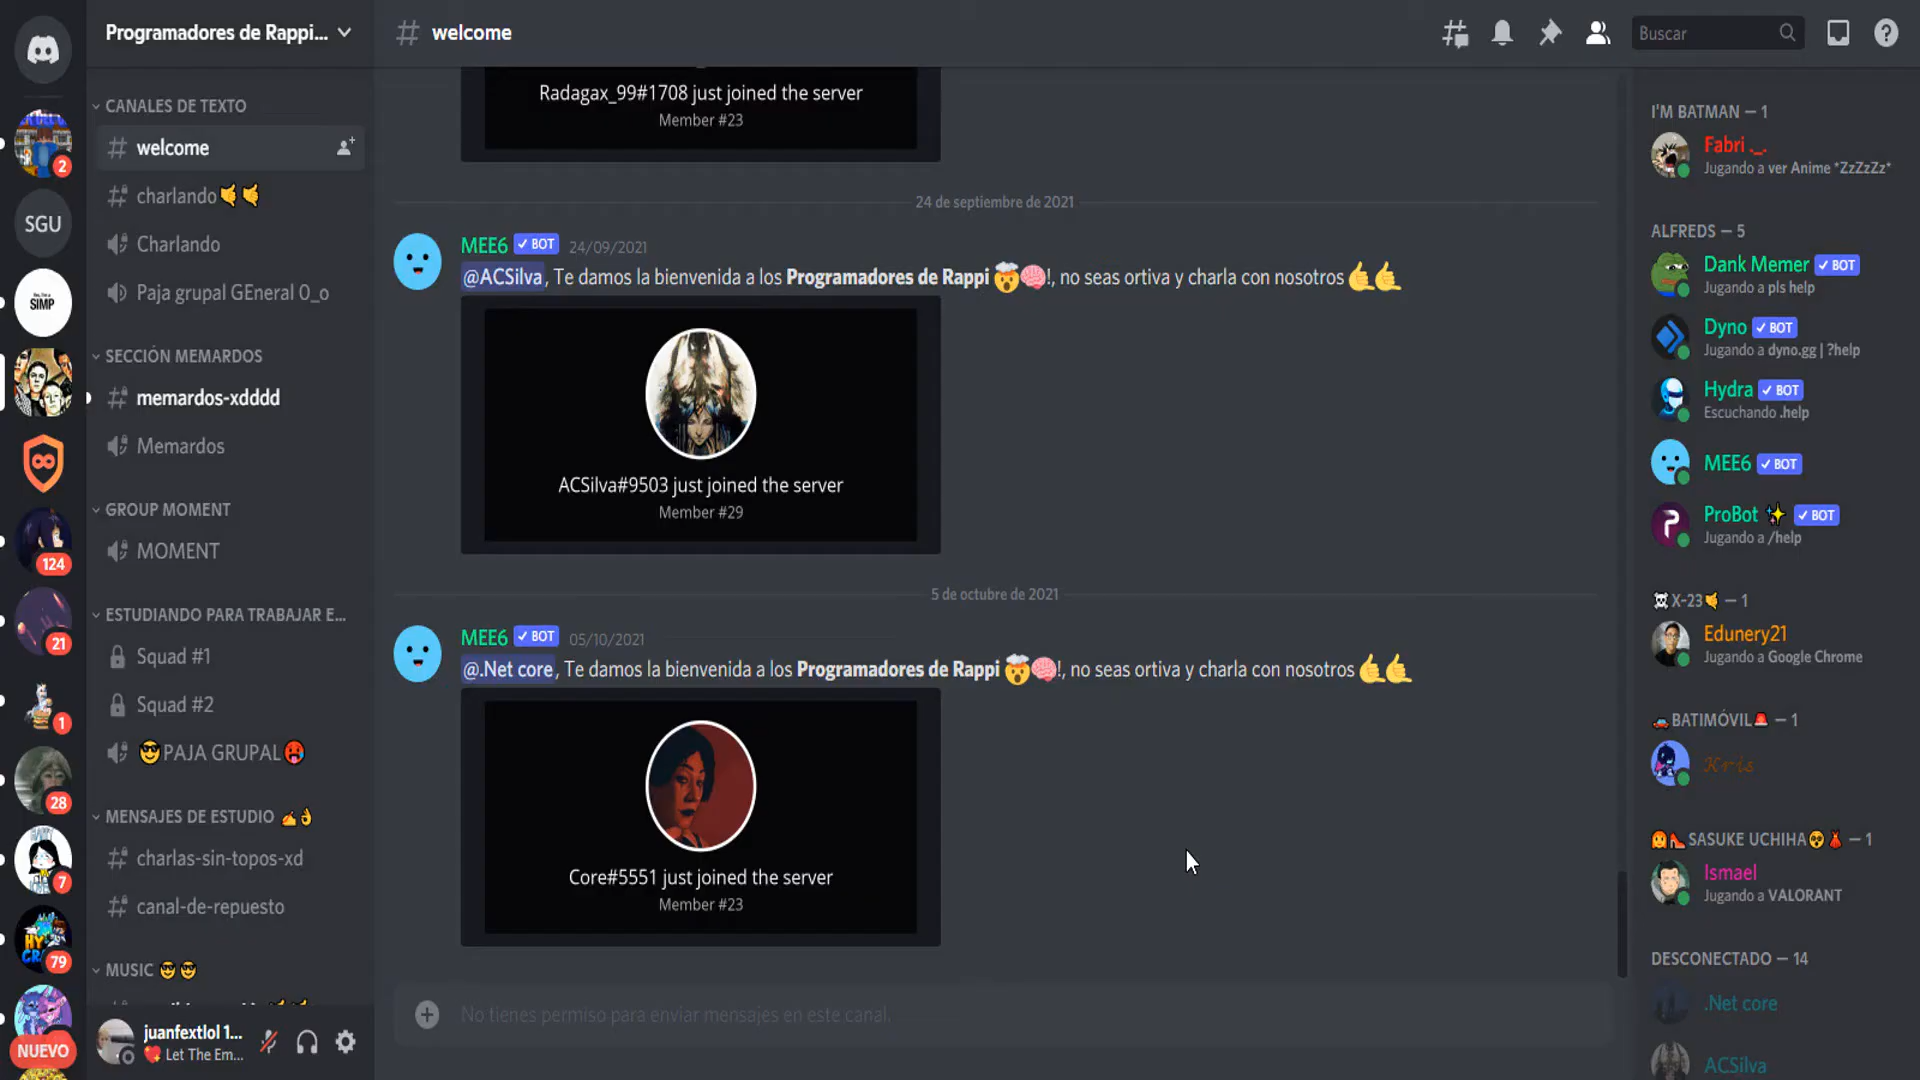 Programadores de Rappi...
welcome
Buscar
2
SGU
SIMP
124
21
1
28
7
79
NUEVO
CANALES DE TEXTO
welcome
charlando🤙🤙
Charlando
Paja grupal GEneral O_o
SECCIÓN MEMARDOS
memardos-xdddd
Memardos
GROUP MOMENT
MOMENT
ESTUDIANDO PARA TRABAJAR E...
Squad #1
Squad #2
😎PAJA GRUPAL🥵
MENSAJES DE ESTUDIO ✍👌
charlas-sin-topos-xd
canal-de-repuesto
MUSIC 😎😎
juanfextlol 1...
💖 Let The Em...
Radagax_99#1708 just joined the server
Member #23
24 de septiembre de 2021
MEE6 ✓ BOT 24/09/2021
@ACSilva, Te damos la bienvenida a los Programadores de Rappi 🤯🧠!, no seas ortiva y charla con nosotros 🤙🤙
ACSilva#9503 just joined the server
Member #29
5 de octubre de 2021
MEE6 ✓ BOT 05/10/2021
@.Net core, Te damos la bienvenida a los Programadores de Rappi 🤯🧠!, no seas ortiva y charla con nosotros 🤙🤙
Core#5551 just joined the server
Member #23
No tienes permiso para enviar mensajes en este canal.
I'M BATMAN — 1
Fabri ._.
Jugando a ver Anime *ZzZzZz*
ALFREDS — 5
Dank Memer ✓ BOT
Jugando a pls help
Dyno ✓ BOT
Jugando a dyno.gg | ?help
Hydra ✓ BOT
Escuchando .help
MEE6 ✓ BOT
ProBot ✨ ✓ BOT
Jugando a /help
☠X-23🤙 — 1
Edunery21
Jugando a Google Chrome
🚗BATIMÓVIL🚨 — 1
𝓚𝓻𝓲𝓼
SASUKE UCHIHA — 1
Ismael
Jugando a VALORANT
DESCONECTADO — 14
.Net core
ACSilva